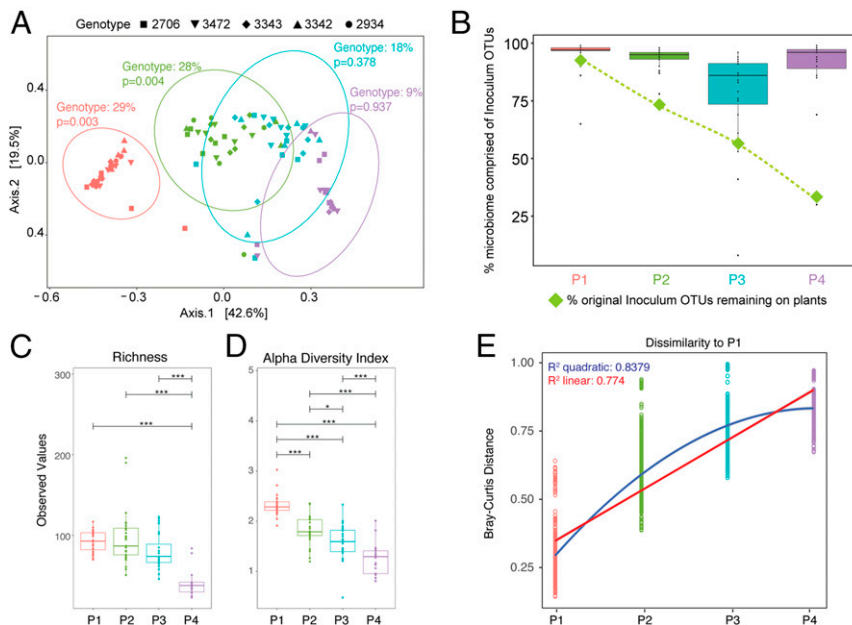 A
Genotype: ■ 2706 ▼ 3472 ◆ 3343 ▲ 3342 ● 2934
Genotype: 18%
p=0.378
Genotype: 28%
p=0.004
Genotype: 9%
p=0.937
Genotype: 29%
p=0.003
Axis.2 [19.5%]
0.4
0.0
0.4
−0.6
−0.3
0.0
0.3
Axis.1 [42.6%]
B
% microbiome comprised of Inoculum OTUs
100
75
50
25
P1
P2
P3
P4
% original Inoculum OTUs remaining on plants
C
Richness
Observed Values
300
200
100
***
***
***
P1
P2
P3
P4
D
Alpha Diversity Index
5
4
3
2
1
***
***
*
***
***
***
P1
P2
P3
P4
E
Dissimilarity to P1
R² quadratic: 0.8379
R² linear: 0.774
Bray-Curtis Distance
1.00
0.75
0.50
0.25
P1
P2
P3
P4